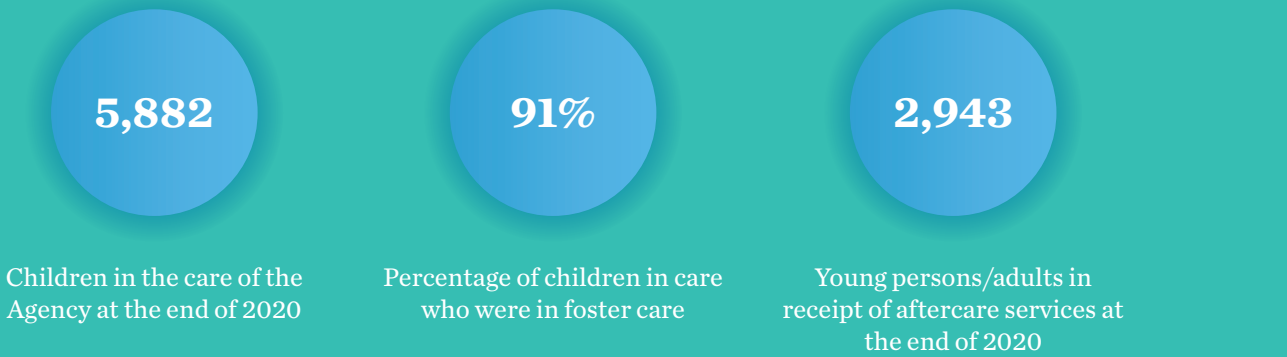 5,882
Children in the care of the
Agency at the end of 2020
91%
Percentage of children in care
who were in foster care
2,943
Young persons/adults in
receipt of aftercare services at
the end of 2020